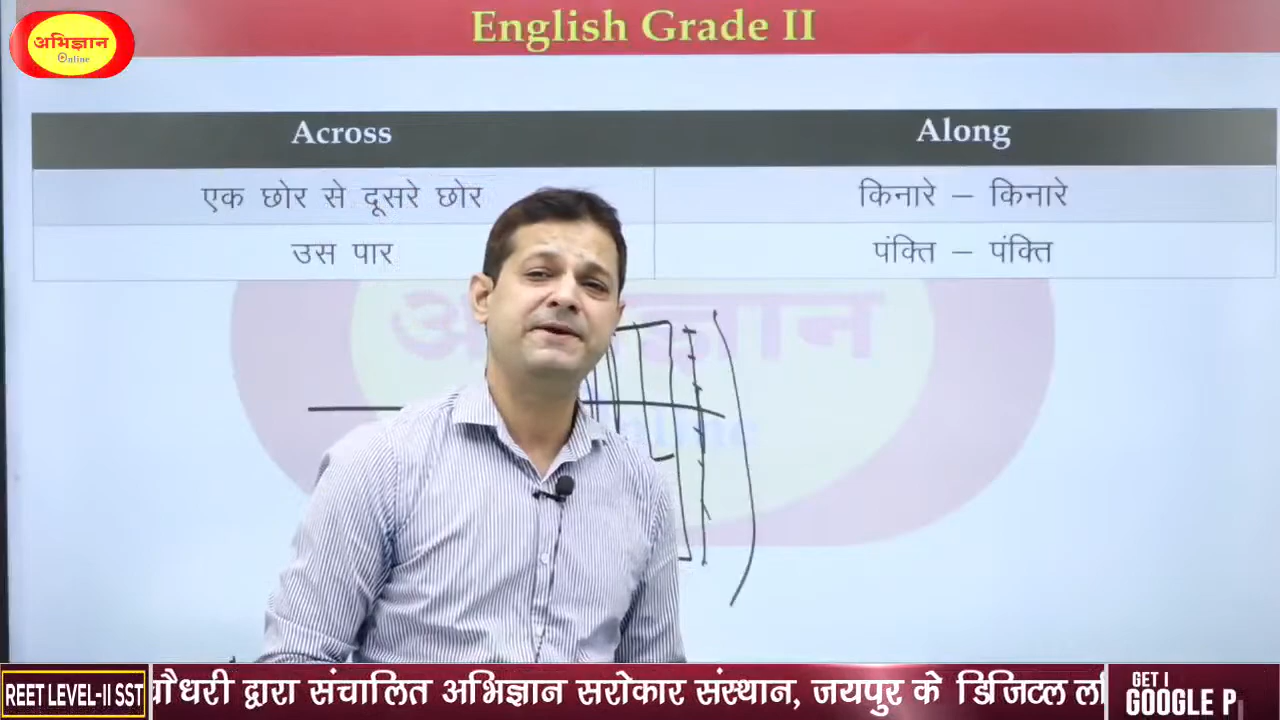 अभिज्ञान
Online
English Grade II
Across
Along
एक छोर से दूसरे छोर
किनारे – किनारे
उस पार
पंक्ति – पंक्ति
REET LEVEL-II SST
चौधरी द्वारा संचालित अभिज्ञान सरोकार संस्थान, जयपुर के डिजिटल
GET I
GOOGLE P